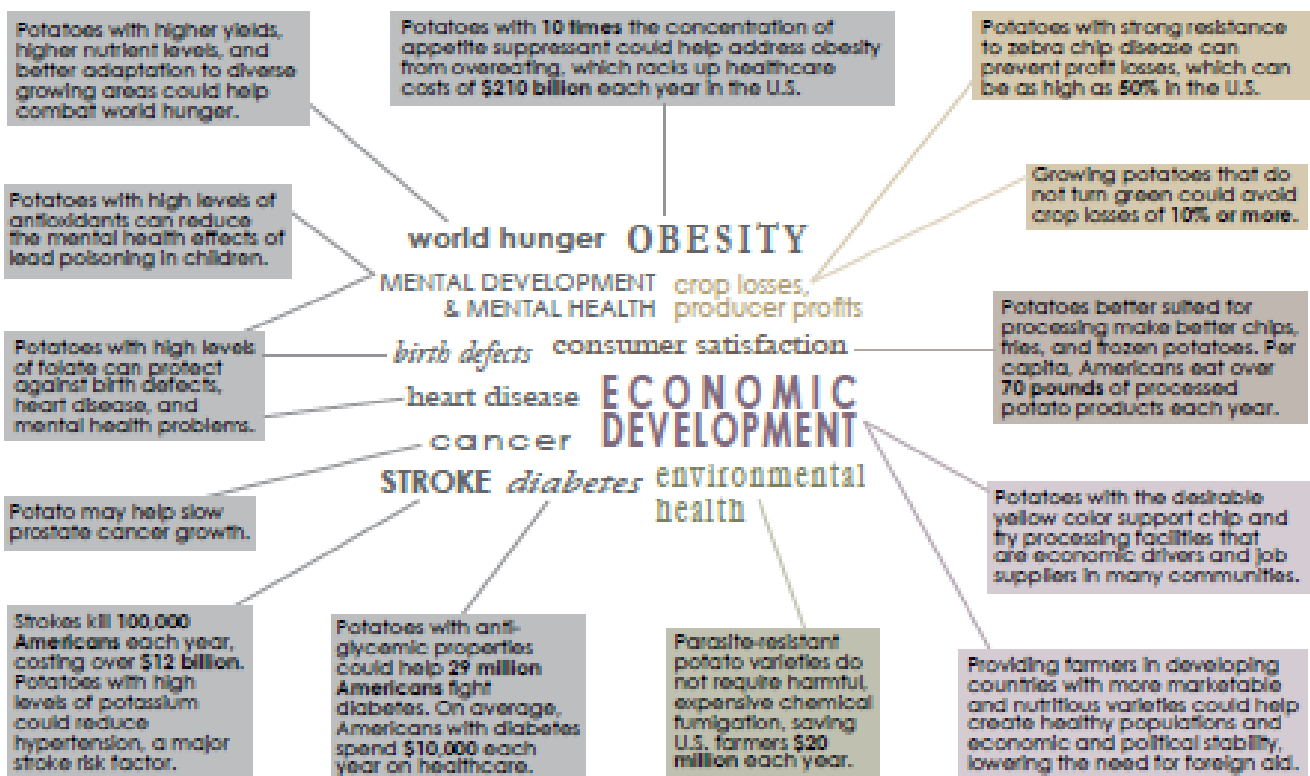 Potatoes with higher yields,
higher nutrient levels, and
better adaptation to diverse
growing areas could help
combat world hunger.
Potatoes with 10 times the concentration of
appetite suppressant could help address obesity
from overeating, which racks up healthcare
costs of $210 billion each year in the U.S.
Potatoes with strong resistance
to zebra chip disease can
prevent profit losses, which can
be as high as 50% in the U.S.
Growing potatoes that do
not turn green could avoid
crop losses of 10% or more.
Potatoes with high levels of
antioxidants can reduce
the mental health effects of
lead poisoning in children.
world hunger OBESITY
MENTAL DEVELOPMENT
& MENTAL HEALTH
crop losses,
producer profits
birth defects consumer satisfaction
heart disease
ECONOMIC
DEVELOPMENT
cancer
STROKE diabetes
environmental
health
Potatoes with high levels
of folate can protect
against birth defects,
heart disease, and
mental health problems.
Potatoes better suited for
processing make better chips,
fries, and frozen potatoes. Per
capita, Americans eat over
70 pounds of processed
potato products each year.
Potato may help slow
prostate cancer growth.
Potatoes with the desirable
yellow color support chip and
fry processing facilities that
are economic drivers and job
suppliers in many communities.
Strokes kill 100,000
Americans each year,
costing over $12 billion.
Potatoes with high
levels of potassium
could reduce
hypertension, a major
stroke risk factor.
Potatoes with anti-
glycemic properties
could help 29 million
Americans fight
diabetes. On average,
Americans with diabetes
spend $10,000 each
year on healthcare.
Parasite-resistant
potato varieties do
not require harmful,
expensive chemical
fumigation, saving
U.S. farmers $20
million each year.
Providing farmers in developing
countries with more marketable
and nutritious varieties could help
create healthy populations and
economic and political stability,
lowering the need for foreign aid.